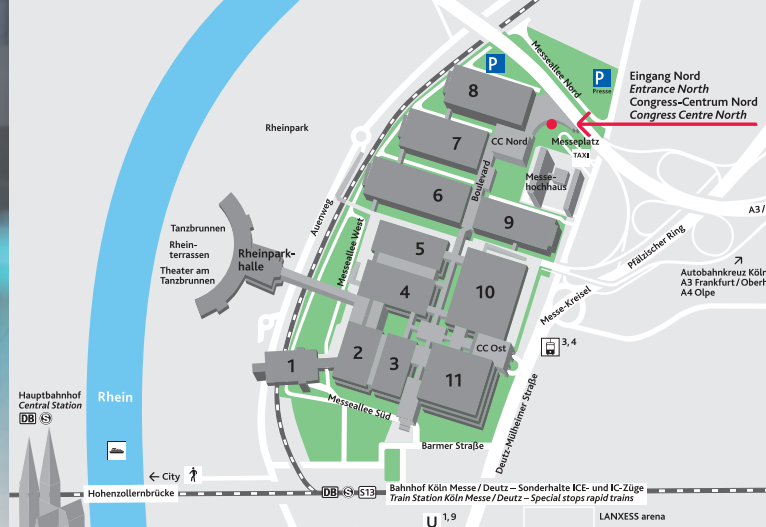 Messeallee Nord
P
P
Presse
Eingang Nord
Entrance North
Congress-Centrum Nord
Congress Centre North
8
Rheinpark
7
CC Nord
Messeplatz
TAXI
Boulevard
Messe-
hochhaus
6
9
A3/
Auenweg
Messeallee West
Tanzbrunnen
Rhein-
terrassen
Theater am
Tanzbrunnen
Rheinpark-
halle
5
Pfälzischer Ring
4
10
Autobahnkreuz Köln
A3 Frankfurt/Oberh
A4 Olpe
Messe-Kreisel
3, 4
CC Ost
1
2
3
11
Hauptbahnhof
Central Station
DB S
Rhein
Messeallee Süd
Deutz-Mülheimer Straße
Barmer Straße
← City
Hohenzollernbrücke
DB S S13
Bahnhof Köln Messe/Deutz – Sonderhalte ICE- und IC-Züge
Train Station Köln Messe/Deutz – Special stops rapid trains
U 1, 9
LANXESS arena